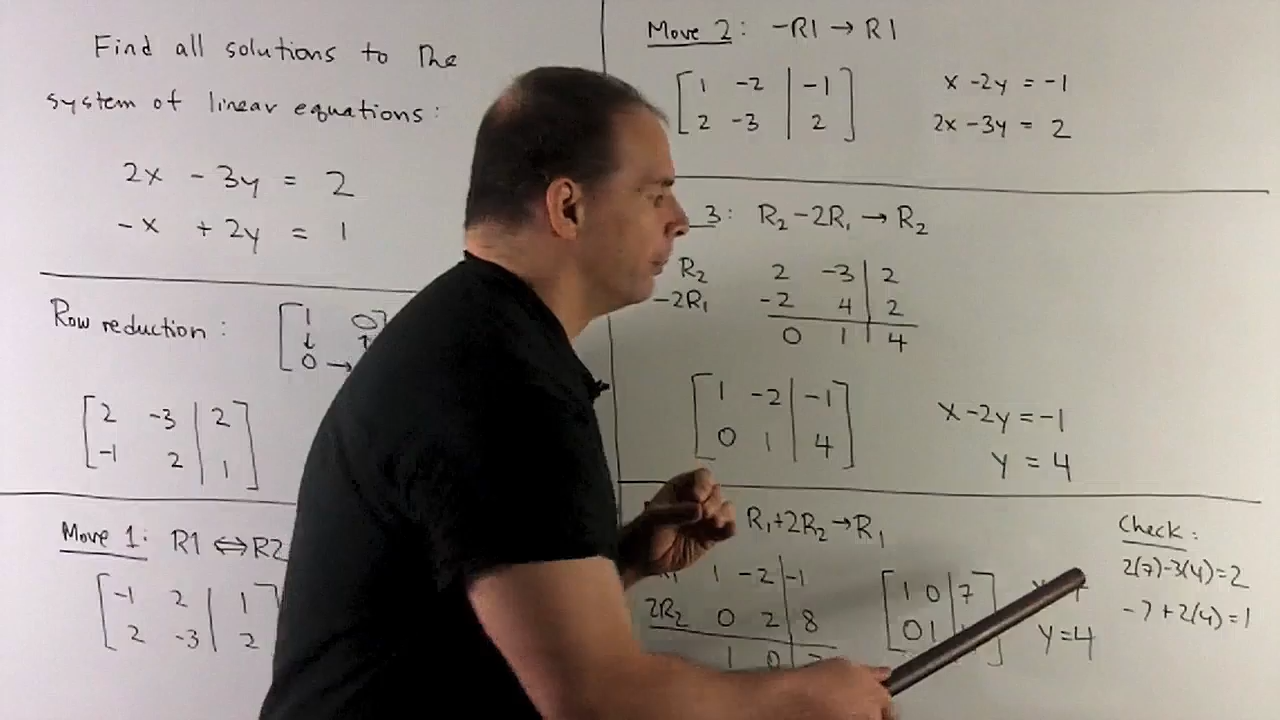 Find all solutions to the
system of linear equations:
2x - 3y = 2
-x + 2y = 1
Row reduction: [ 1 0 ]
↓ ↑
0 →
[ 2 -3 | 2 ]
[ -1 2 | 1 ]
Move 1: R1 ⇔ R2
[ -1 2 | 1 ]
[ 2 -3 | 2 ]
Move 2: -R1 → R1
[ 1 -2 | -1 ] x - 2y = -1
[ 2 -3 | 2 ] 2x - 3y = 2
3: R₂ - 2R₁ → R₂
R₂ 2 -3 | 2
-2R₁ -2 4 | 2
0 1 | 4
[ 1 -2 | -1 ] x - 2y = -1
[ 0 1 | 4 ] y = 4
R₁ + 2R₂ → R₁
1 -2 | -1
2R₂ 0 2 | 8
1 0 |
[ 1 0 | 7 ]
[ 0 1 | ] y = 4
Check:
2(7)-3(4)=2
-7+2(4)=1